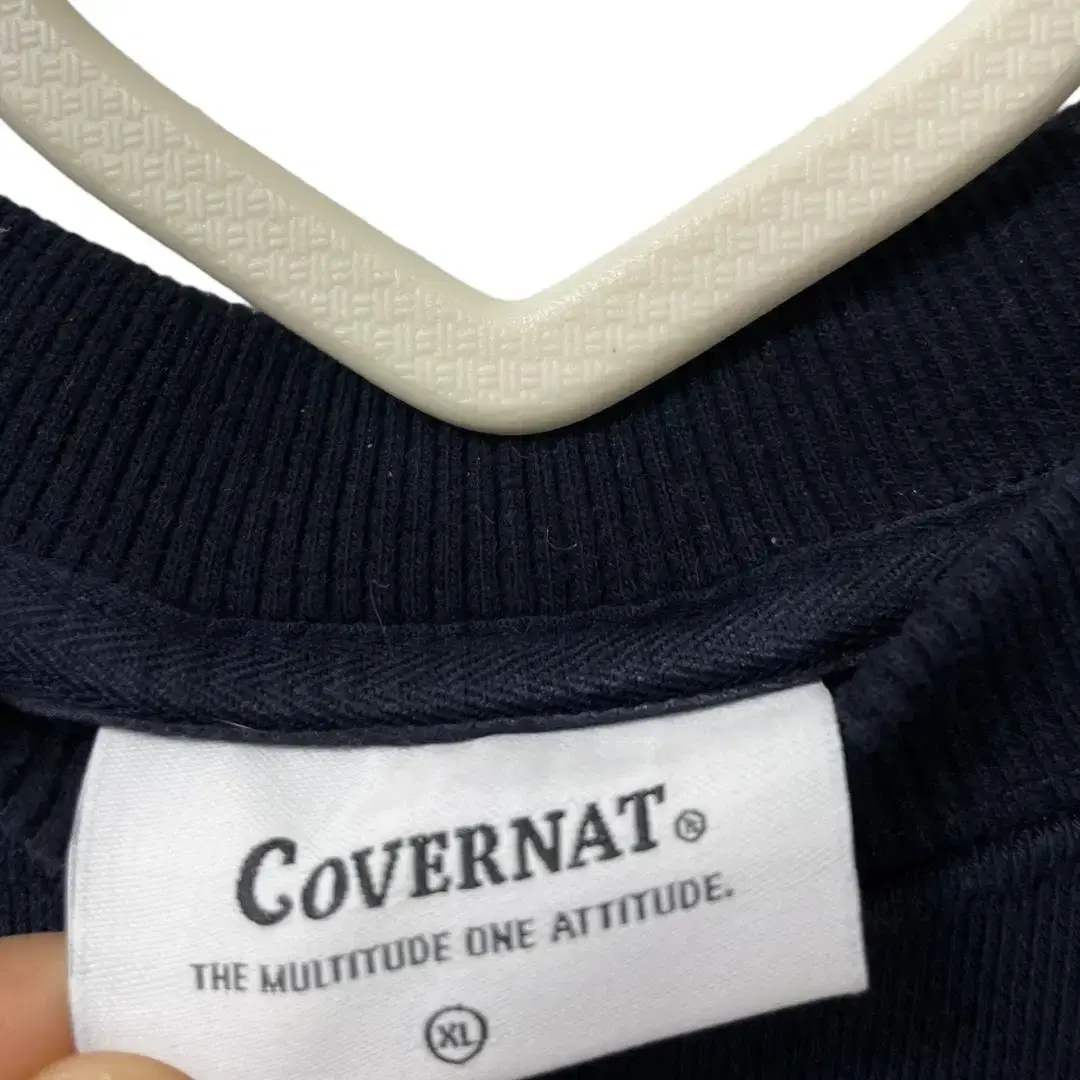 COVERNAT®
THE MULTITUDE ONE ATTITUDE.
XL